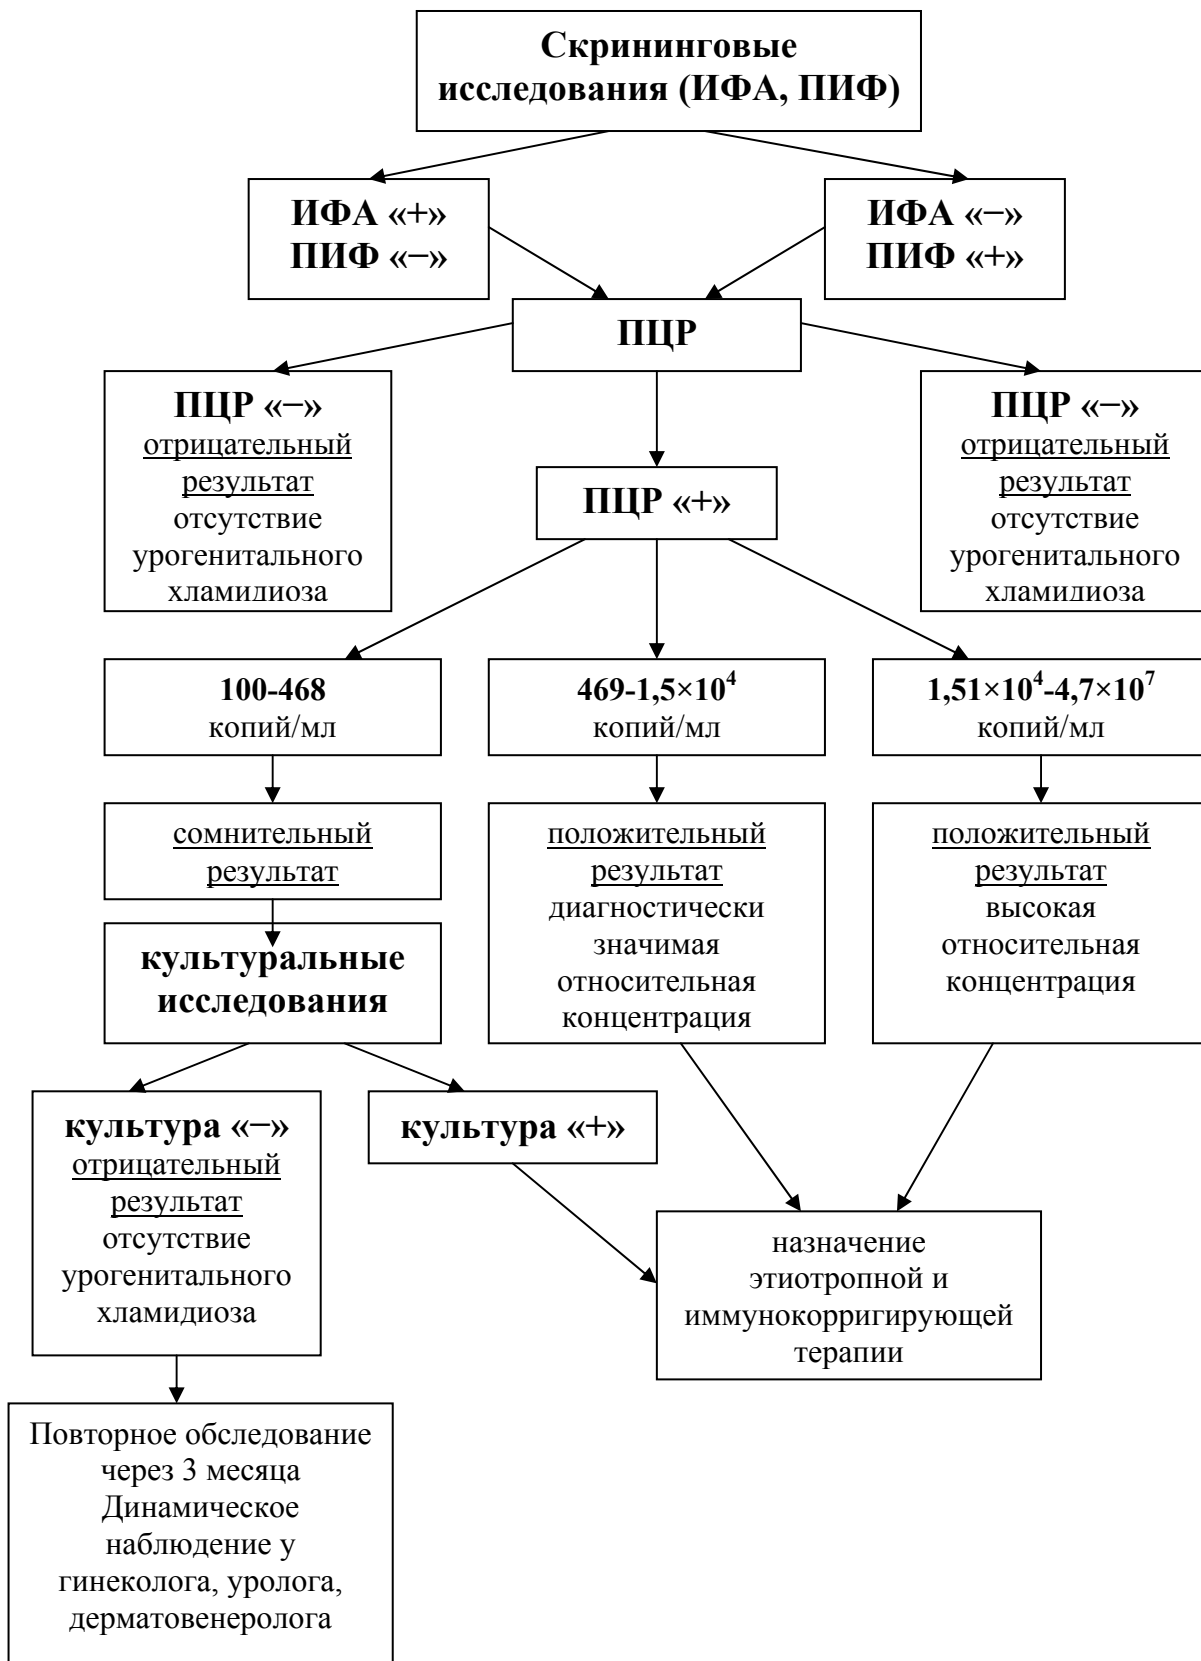 Скрининговые
исследования (ИФА, ПИФ)
ИФА «+»
ПИФ «–»
ИФА «–»
ПИФ «+»
ПЦР
ПЦР «–»
отрицательный
результат
отсутствие
урогенитального
хламидиоза
ПЦР «+»
ПЦР «–»
отрицательный
результат
отсутствие
урогенитального
хламидиоза
100-468
копий/мл
469-1,5×10⁴
копий/мл
1,51×10⁴-4,7×10⁷
копий/мл
сомнительный
результат
положительный
результат
диагностически
значимая
относительная
концентрация
положительный
результат
высокая
относительная
концентрация
культуральные
исследования
культура «–»
отрицательный
результат
отсутствие
урогенитального
хламидиоза
культура «+»
назначение
этиотропной и
иммунокорригирующей
терапии
Повторное обследование
через 3 месяца
Динамическое
наблюдение у
гинеколога, уролога,
дерматовенеролога